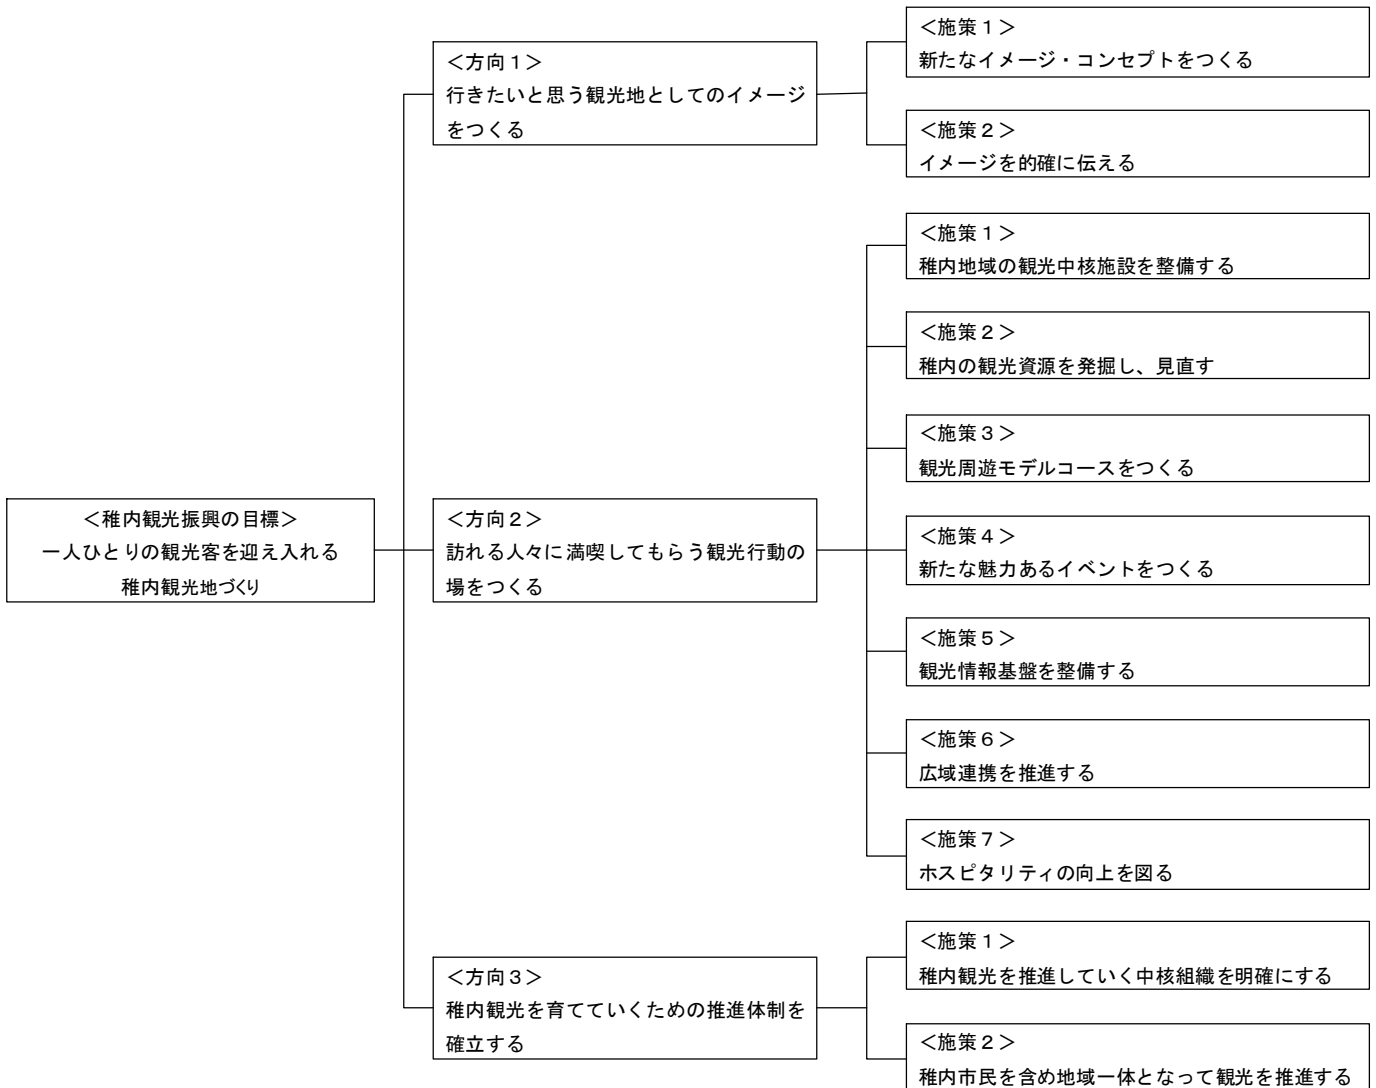 <稚内観光振興の目標>
一人ひとりの観光客を迎え入れる
稚内観光地づくり
<方向１>
行きたいと思う観光地としてのイメージ
をつくる
<施策１>
新たなイメージ・コンセプトをつくる
<施策２>
イメージを的確に伝える
<方向２>
訪れる人々に満喫してもらう観光行動の
場をつくる
<施策１>
稚内地域の観光中核施設を整備する
<施策２>
稚内の観光資源を発掘し、見直す
<施策３>
観光周遊モデルコースをつくる
<施策４>
新たな魅力あるイベントをつくる
<施策５>
観光情報基盤を整備する
<施策６>
広域連携を推進する
<施策７>
ホスピタリティの向上を図る
<方向３>
稚内観光を育てていくための推進体制を
確立する
<施策１>
稚内観光を推進していく中核組織を明確にする
<施策２>
稚内市民を含め地域一体となって観光を推進する